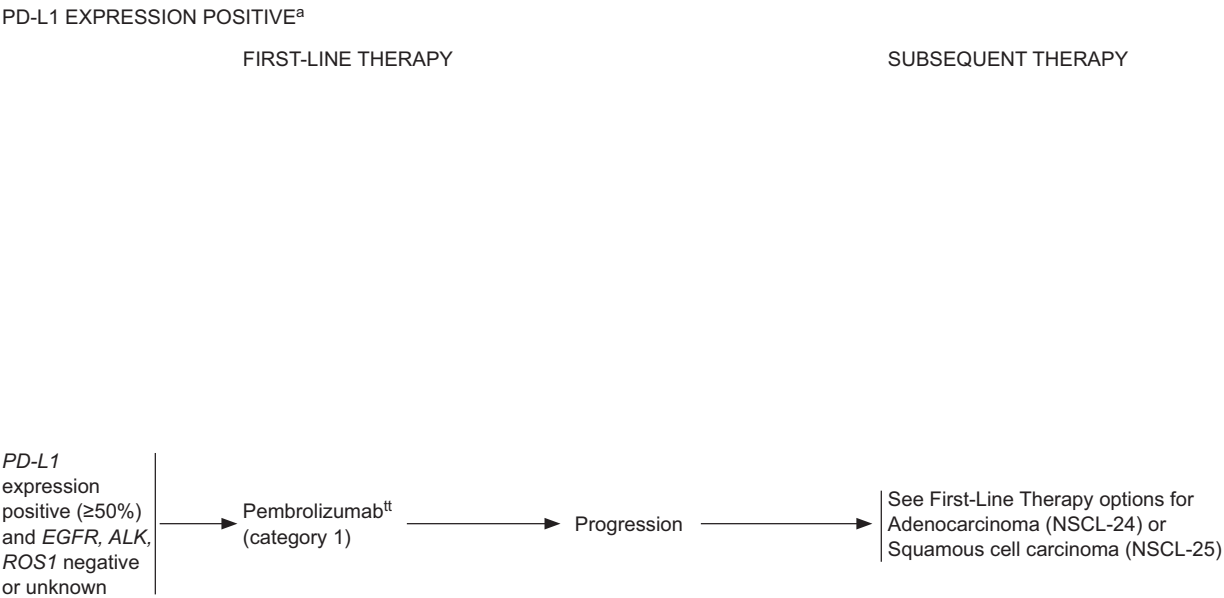 PD-L1 EXPRESSION POSITIVEa
FIRST-LINE THERAPY
SUBSEQUENT THERAPY
PD-L1
expression
positive (≥50%)
and EGFR, ALK,
ROS1 negative
or unknown
Pembrolizumabtt
(category 1)
Progression
See First-Line Therapy options for
Adenocarcinoma (NSCL-24) or
Squamous cell carcinoma (NSCL-25)